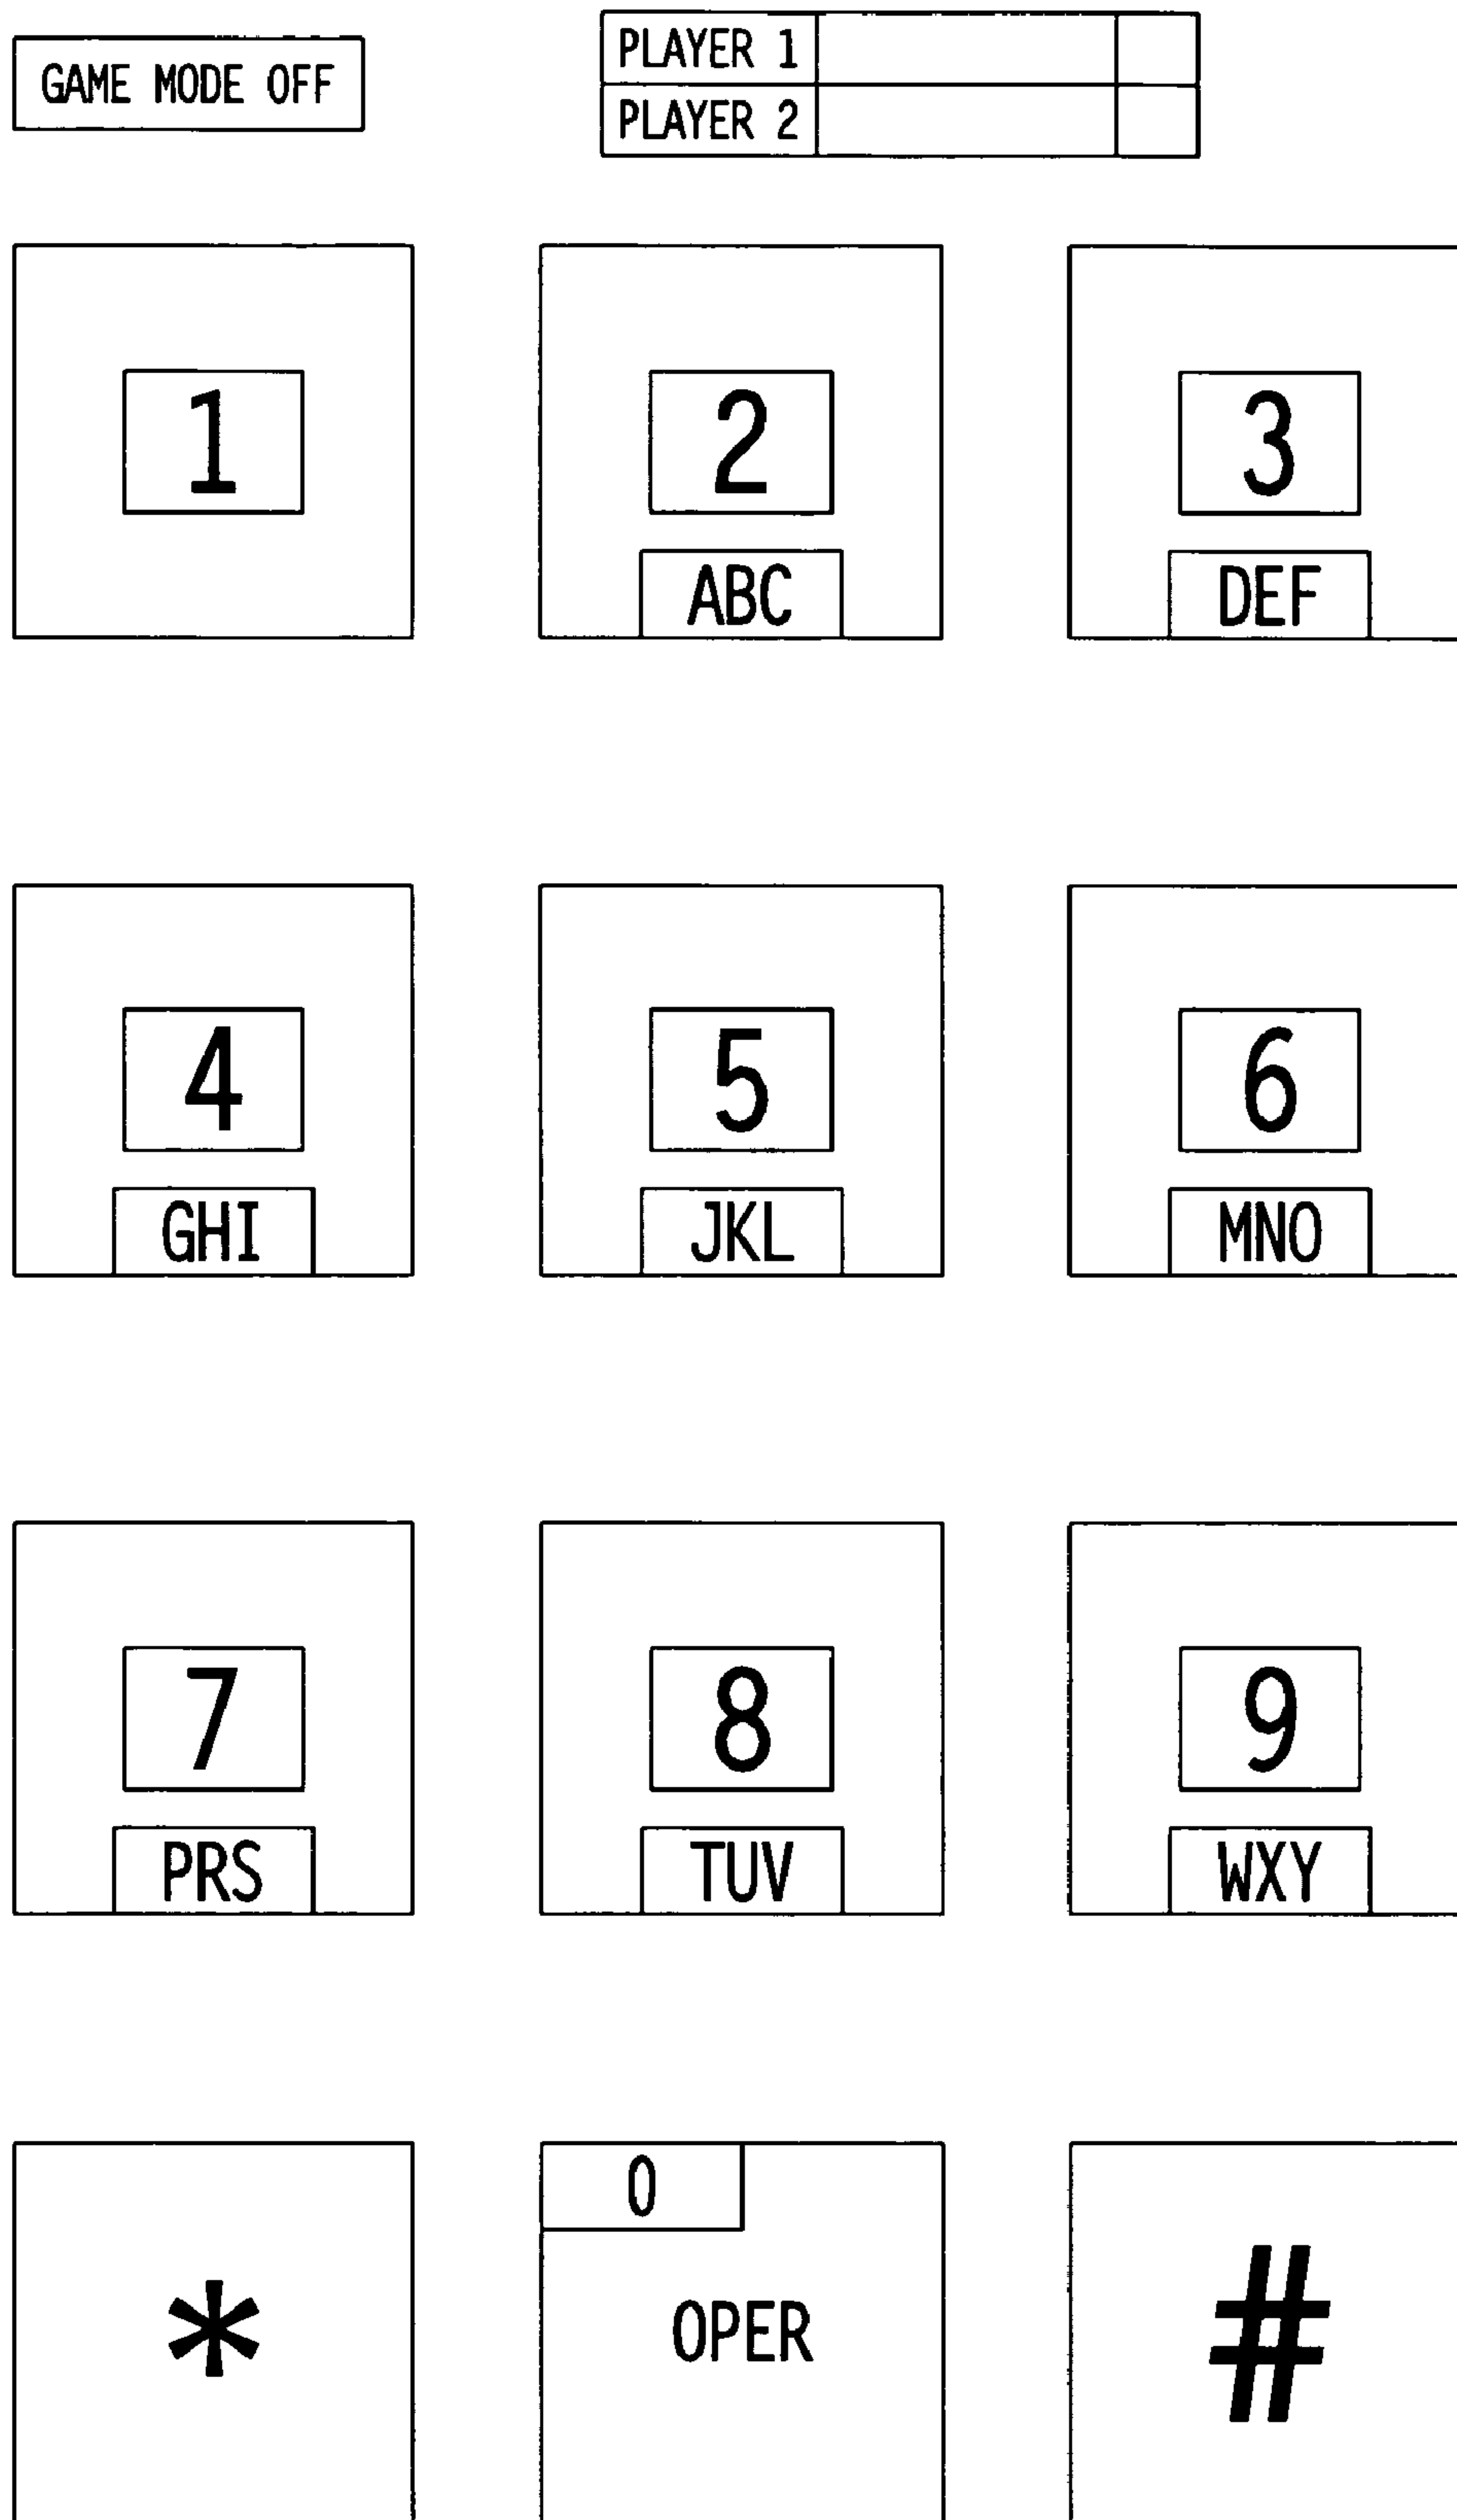 GAME MODE OFF
PLAYER 1
PLAYER 2
1
2
3
ABC
DEF
4
5
6
GHI
JKL
MNO
7
8
9
PRS
TUV
WXY
0
*
OPER
#